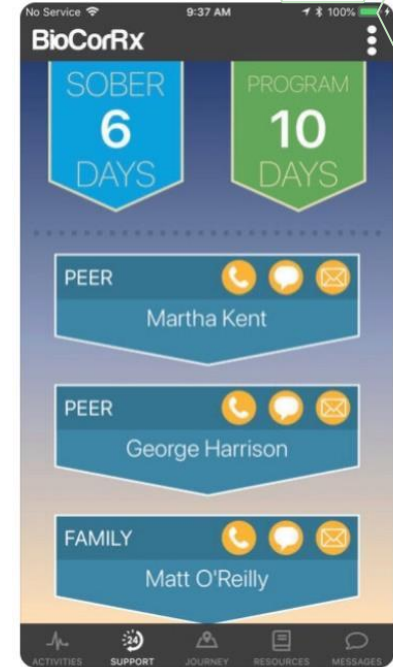 No Service 9:37 AM 100%
BioCorRx
SOBER PROGRAM
6 10
DAYS DAYS
PEER
Martha Kent
PEER
George Harrison
FAMILY
Matt O'Reilly
24
ACTIVITIES SUPPORT JOURNEY RESOURCES MESSAGES